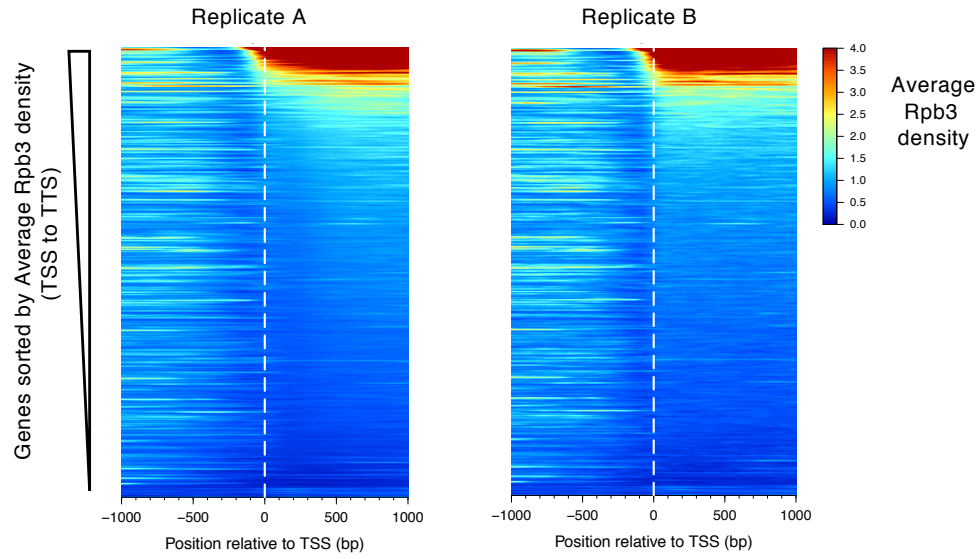 Replicate A
Replicate B
Genes sorted by Average Rpb3 density
(TSS to TTS)
4.0
3.5
3.0
2.5
2.0
1.5
1.0
0.5
0.0
Average
Rpb3
density
−1000
−500
0
500
1000
Position relative to TSS (bp)
−1000
−500
0
500
1000
Position relative to TSS (bp)